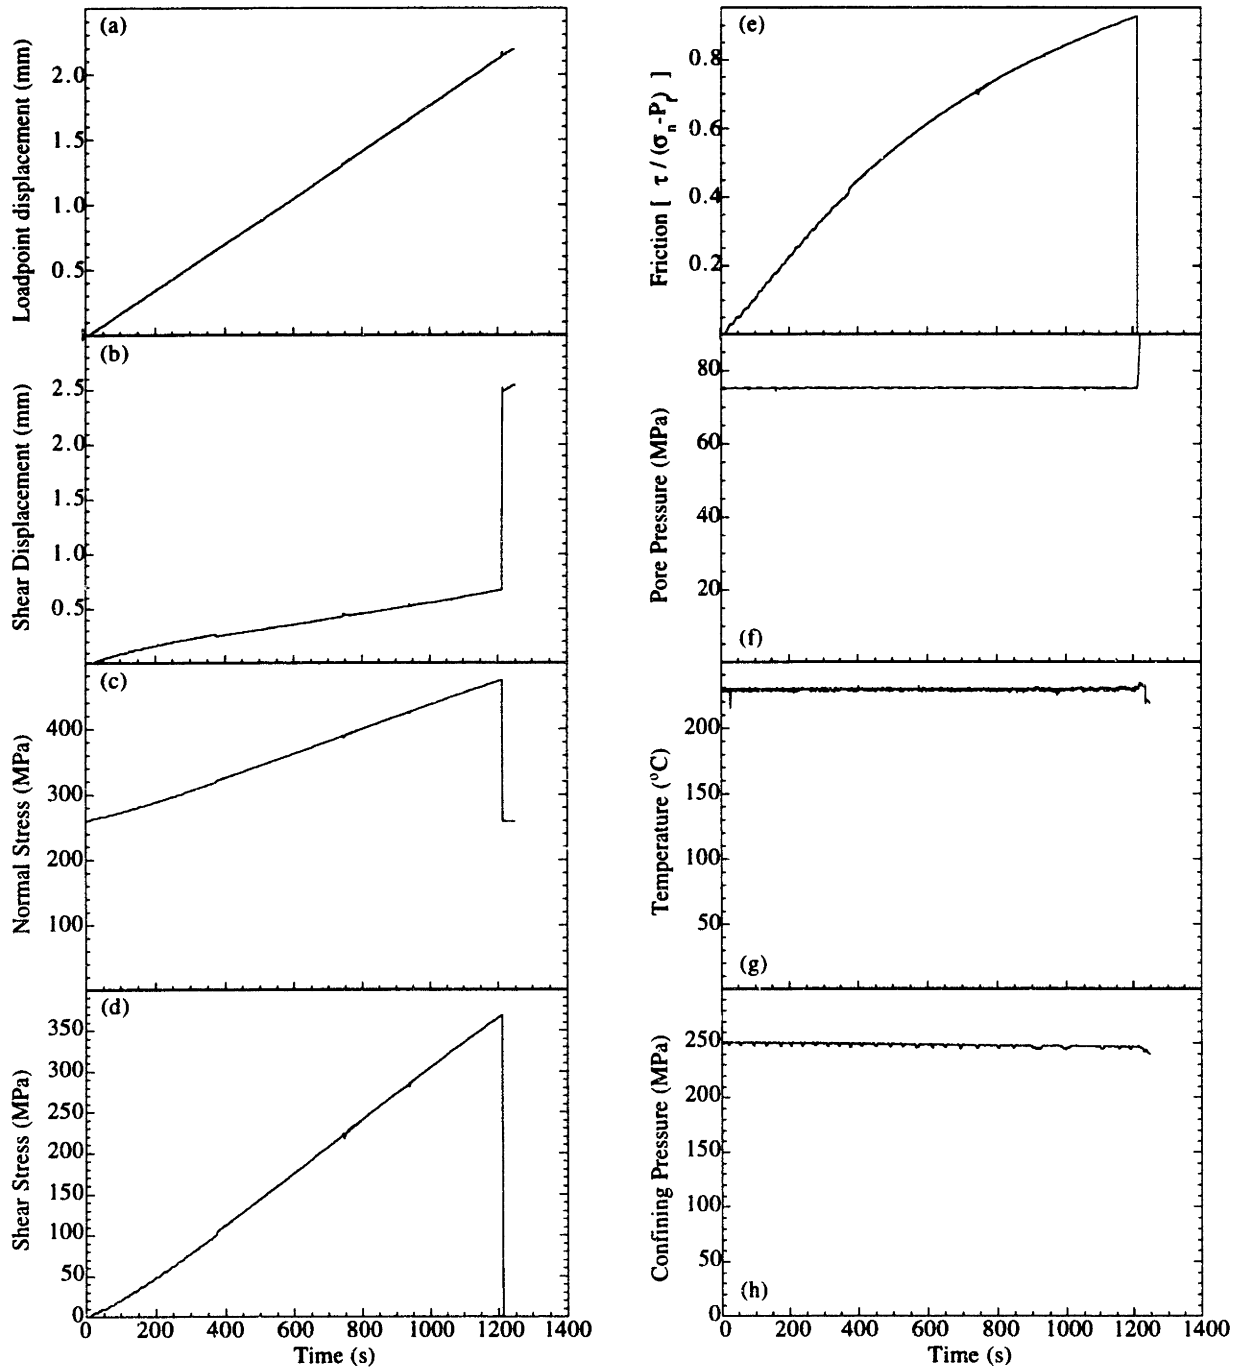 (a)
Loadpoint displacement (mm)
2.0
1.5
1.0
0.5
(b)
Shear Displacement (mm)
2.5
2.0
1.5
1.0
0.5
(c)
Normal Stress (MPa)
400
300
200
100
(d)
Shear Stress (MPa)
350
300
250
200
150
100
50
0
0 200 400 600 800 1000 1200 1400
Time (s)
(e)
Friction [ τ / (σn-Pf) ]
0.8
0.6
0.4
0.2
Pore Pressure (MPa)
80
60
40
20
(f)
Temperature (°C)
200
150
100
50
(g)
Confining Pressure (MPa)
250
200
150
100
50
0
(h)
0 200 400 600 800 1000 1200 1400
Time (s)